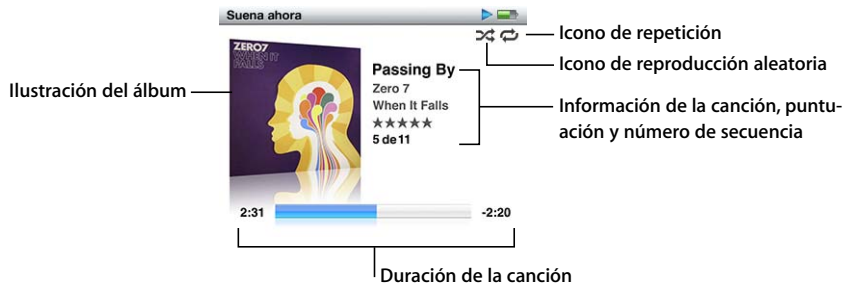 Suena ahora
Icono de repetición
Icono de reproducción aleatoria
ZERO7
WHEN IT
FALLS
Passing By
Zero 7
When It Falls
★★★★★
5 de 11
Ilustración del álbum
Información de la canción, puntu-
ación y número de secuencia
2:31
-2:20
Duración de la canción